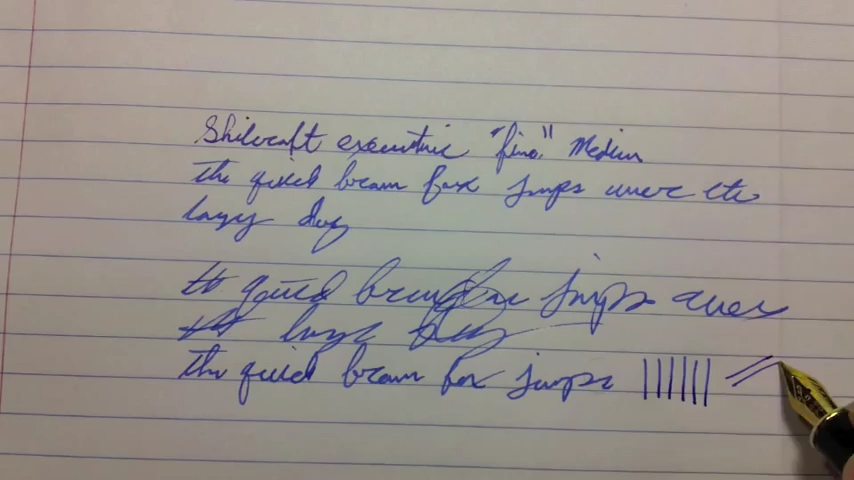 Shilocraft executive "fine" Medium
the quick brown fox jumps over the
lazy dog
the quick brown fox jumps over
the lazy dog
the quick brown fox jumps